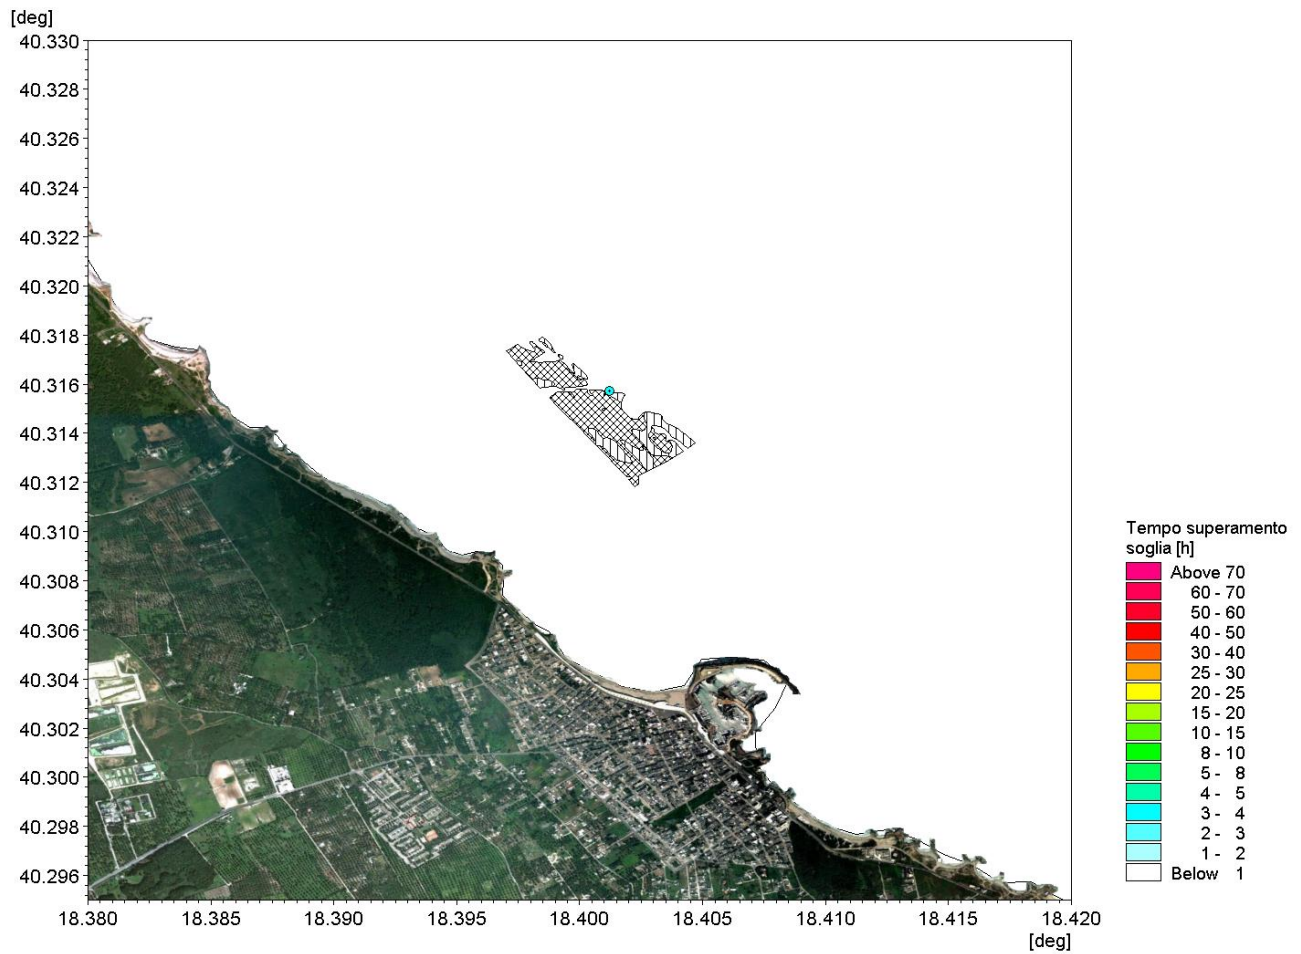 [deg]
40.330
40.328
40.326
40.324
40.322
40.320
40.318
40.316
40.314
40.312
40.310
40.308
40.306
40.304
40.302
40.300
40.298
40.296
18.380 18.385 18.390 18.395 18.400 18.405 18.410 18.415 18.420
[deg]
Tempo superamento
soglia [h]
Above 70
60 - 70
50 - 60
40 - 50
30 - 40
25 - 30
20 - 25
15 - 20
10 - 15
8 - 10
5 - 8
4 - 5
3 - 4
2 - 3
1 - 2
Below 1